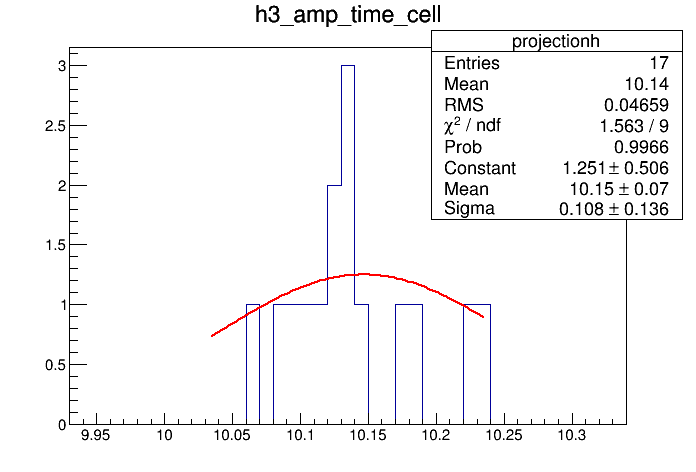 h3_amp_time_cell
projectionh
Entries 17
Mean 10.14
RMS 0.04659
χ² / ndf 1.563 / 9
Prob 0.9966
Constant 1.251 ± 0.506
Mean 10.15 ± 0.07
Sigma 0.108 ± 0.136
3
2.5
2
1.5
1
0.5
0
9.95 10 10.05 10.1 10.15 10.2 10.25 10.3